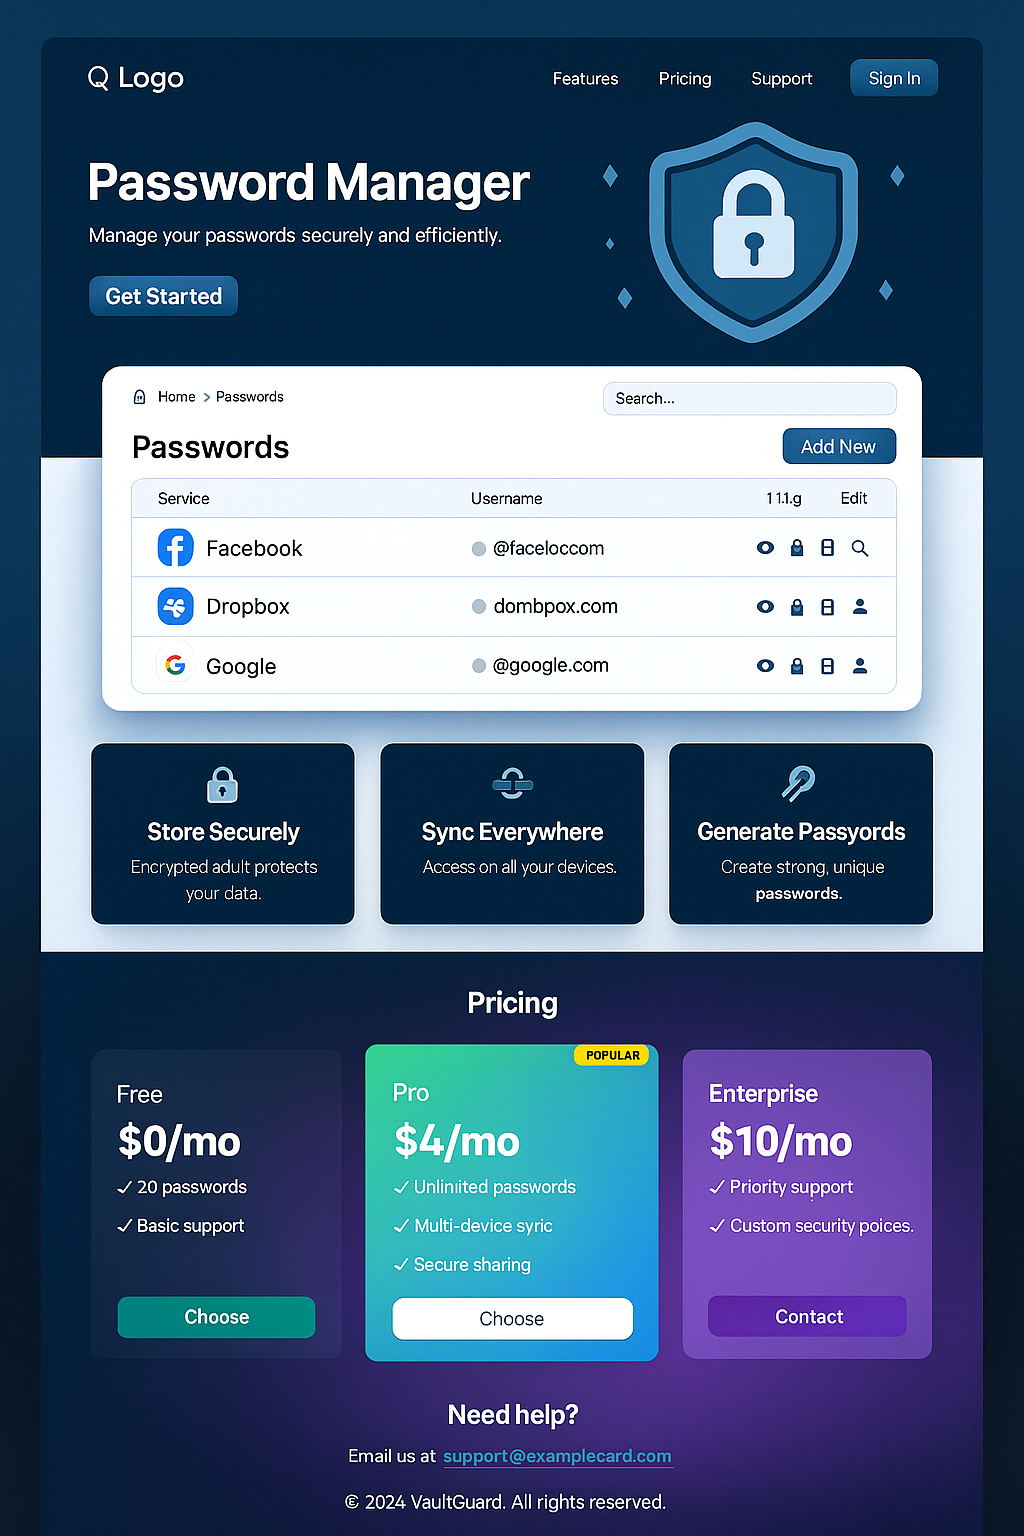 Logo
Features Pricing Support Sign In
Password Manager
Manage your passwords securely and efficiently.
Get Started
Home > Passwords
Search...
Passwords
Add New
Service Username 11.1.g Edit
Facebook @faceloccom
Dropbox dombpox.com
Google @google.com
Store Securely
Encrypted adult protects
your data.
Sync Everywhere
Access on all your devices.
Generate Passyords
Create strong, unique
passwords.
Pricing
Free
$0/mo
✓ 20 passwords
✓ Basic support
Choose
POPULAR
Pro
$4/mo
✓ Unliniited passwords
✓ Multi-device syric
✓ Secure sharing
Choose
Enterprise
$10/mo
✓ Priority support
✓ Custom security poices.
Contact
Need help?
Email us at support@examplecard.com
© 2024 VaultGuard. All rights reserved.